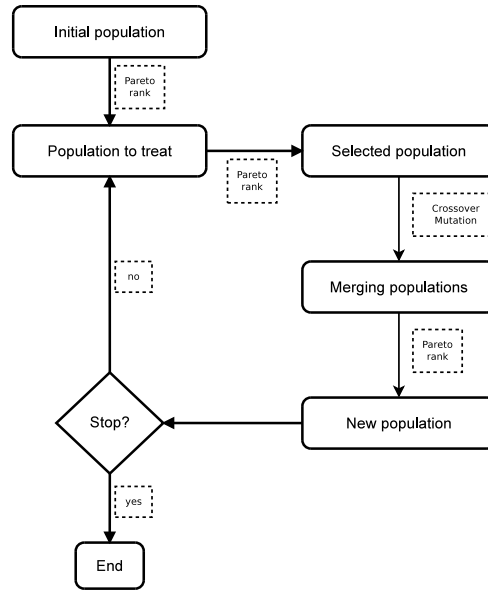 Initial population
Pareto
rank
Population to treat
Pareto
rank
Selected population
Crossover
Mutation
Merging populations
Pareto
rank
New population
Stop?
no
yes
End